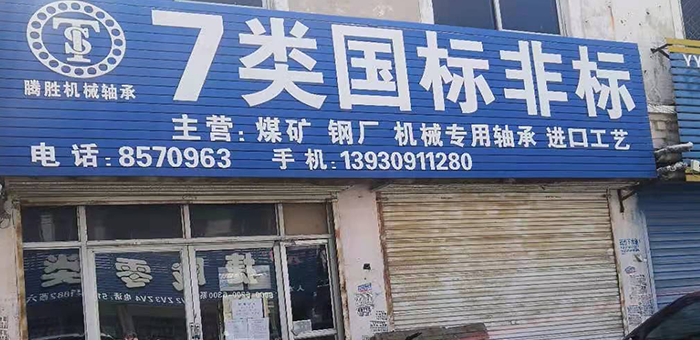 TS
腾胜机械轴承
7类国标非标
主营:煤矿 钢厂 机械专用轴承 进口工艺
电话:8570963 手机:13930911280
YY